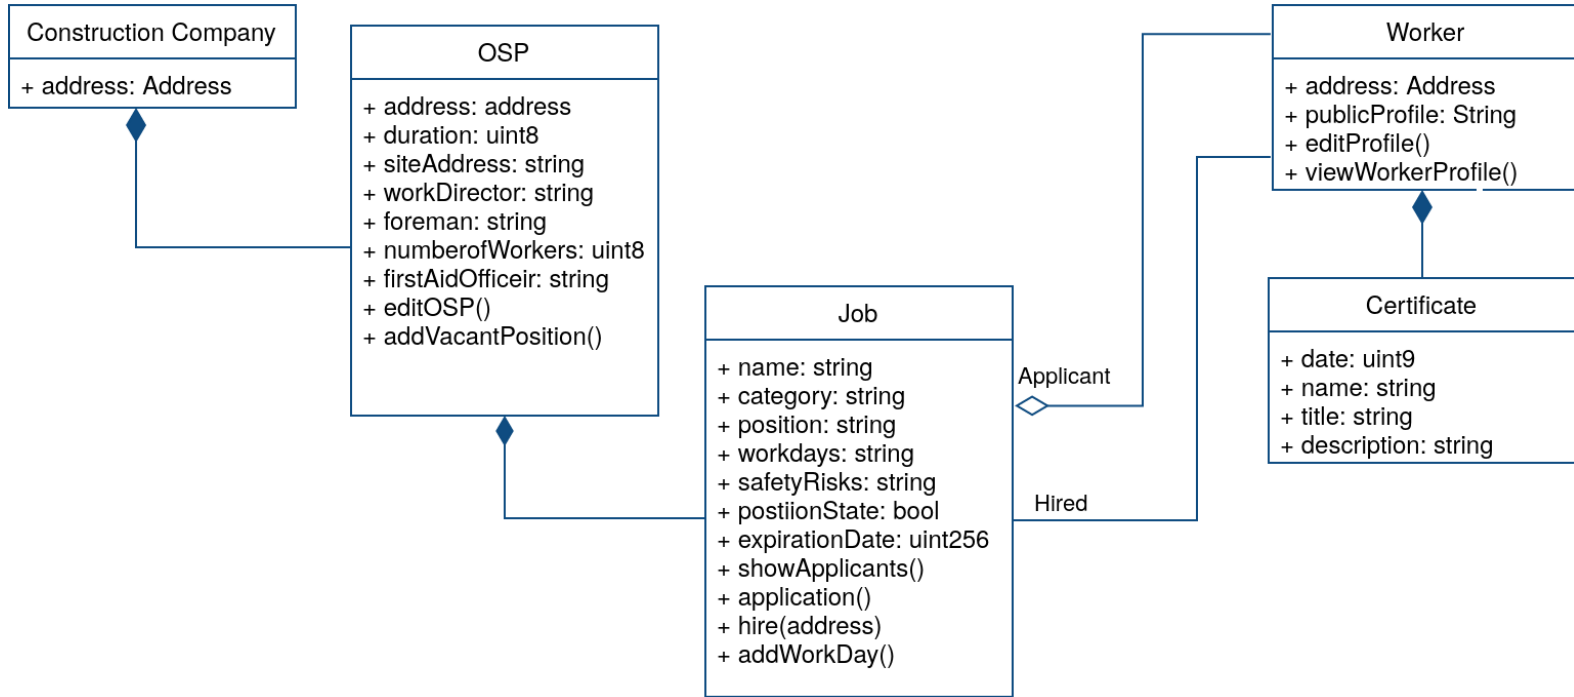 Construction Company
+ address: Address
OSP
+ address: address
+ duration: uint8
+ siteAddress: string
+ workDirector: string
+ foreman: string
+ numberofWorkers: uint8
+ firstAidOfficeir: string
+ editOSP()
+ addVacantPosition()
Job
+ name: string
+ category: string
+ position: string
+ workdays: string
+ safetyRisks: string
+ postiionState: bool
+ expirationDate: uint256
+ showApplicants()
+ application()
+ hire(address)
+ addWorkDay()
Applicant
Hired
Worker
+ address: Address
+ publicProfile: String
+ editProfile()
+ viewWorkerProfile()
Certificate
+ date: uint9
+ name: string
+ title: string
+ description: string